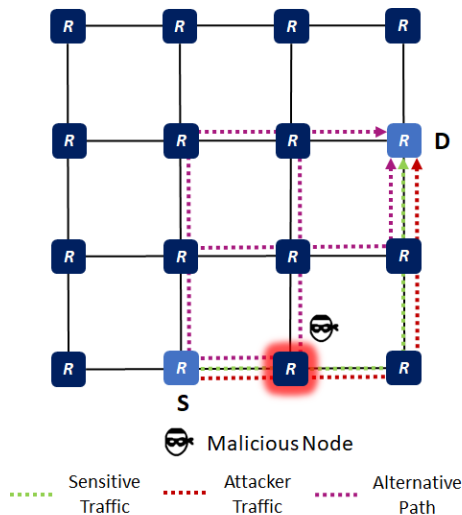 R R R R
R R R R D
R R R R
R R R R
S
Malicious Node
Sensitive Traffic
Attacker Traffic
Alternative Path